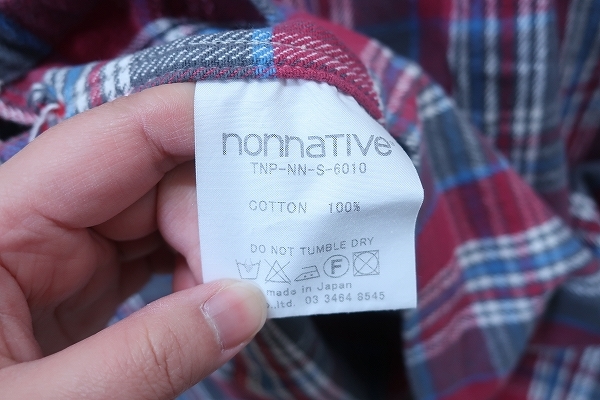 nonnative
TNP-NN-S-6010
COTTON 100%
DO NOT TUMBLE DRY
F
made in Japan
o.,ltd. 03 3464 8545